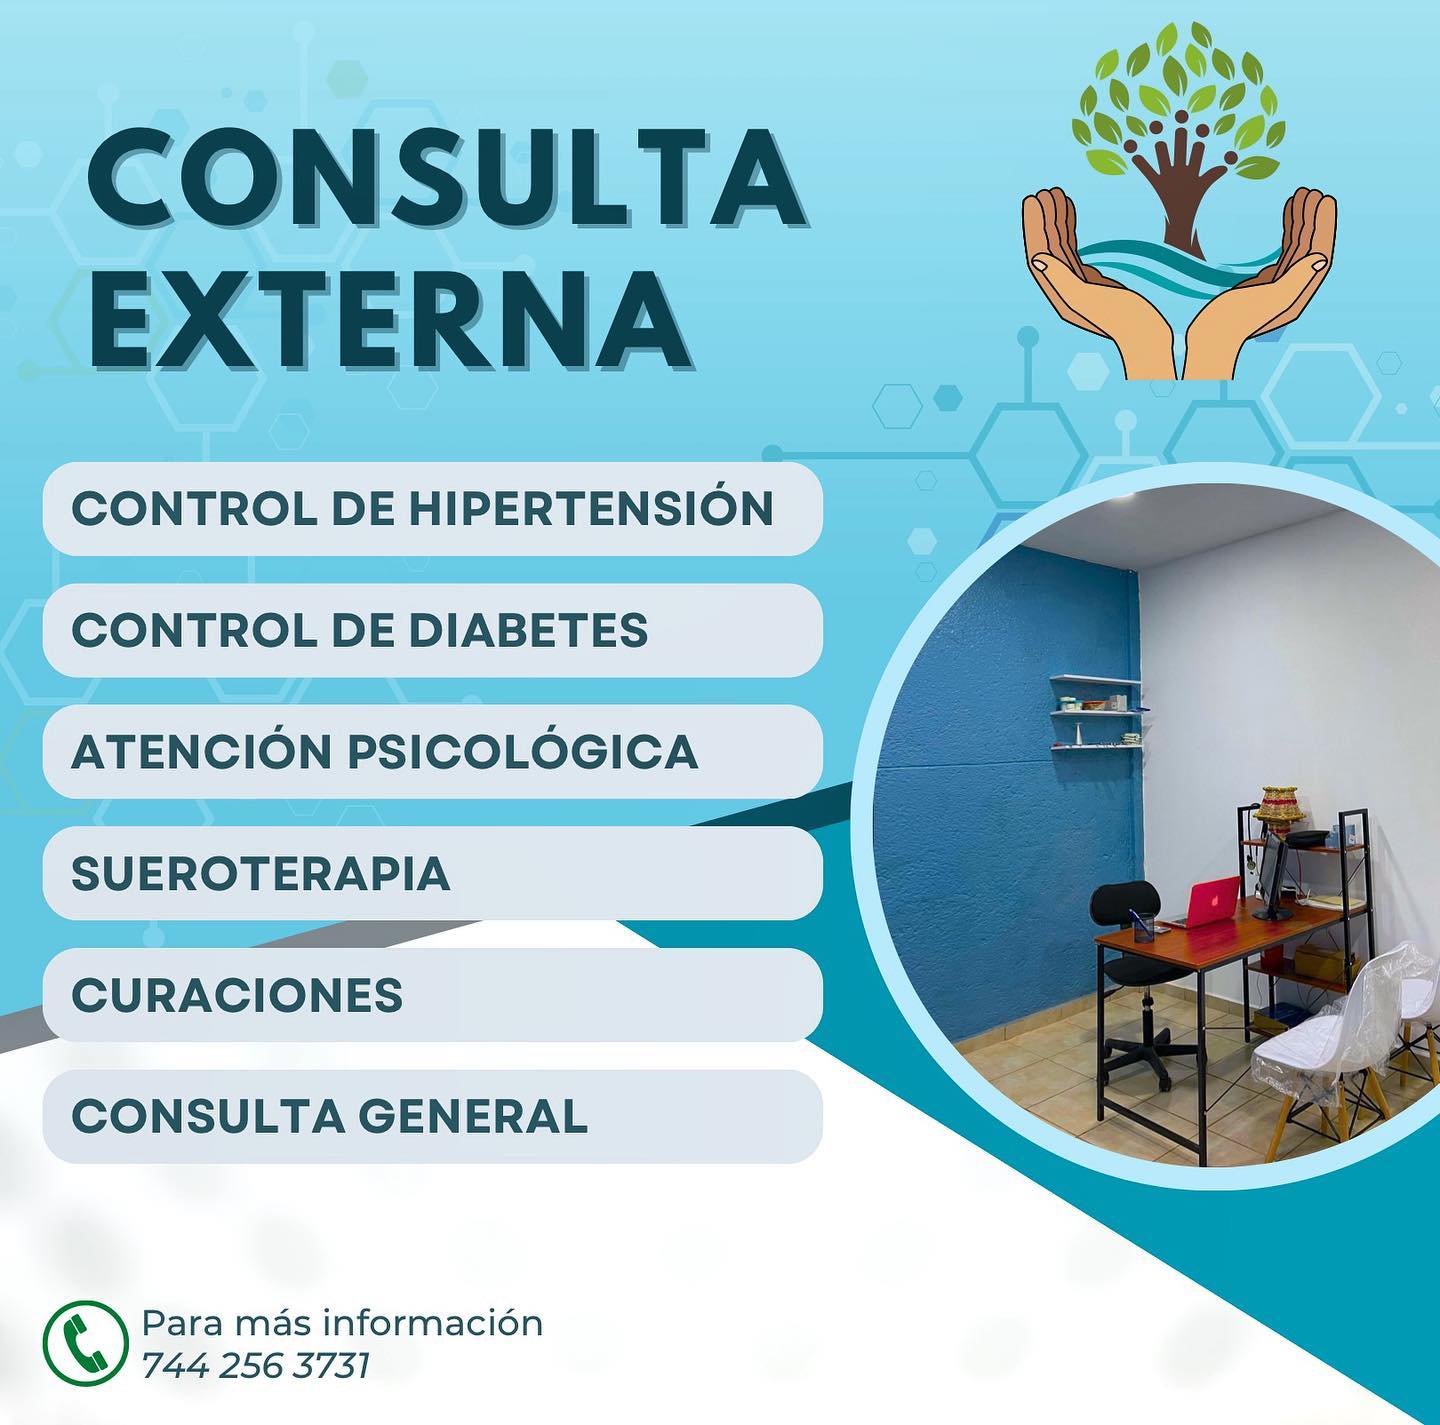 CONSULTA
EXTERNA
CONTROL DE HIPERTENSIÓN
CONTROL DE DIABETES
ATENCIÓN PSICOLÓGICA
SUEROTERAPIA
CURACIONES
CONSULTA GENERAL
Para más información
744 256 3731